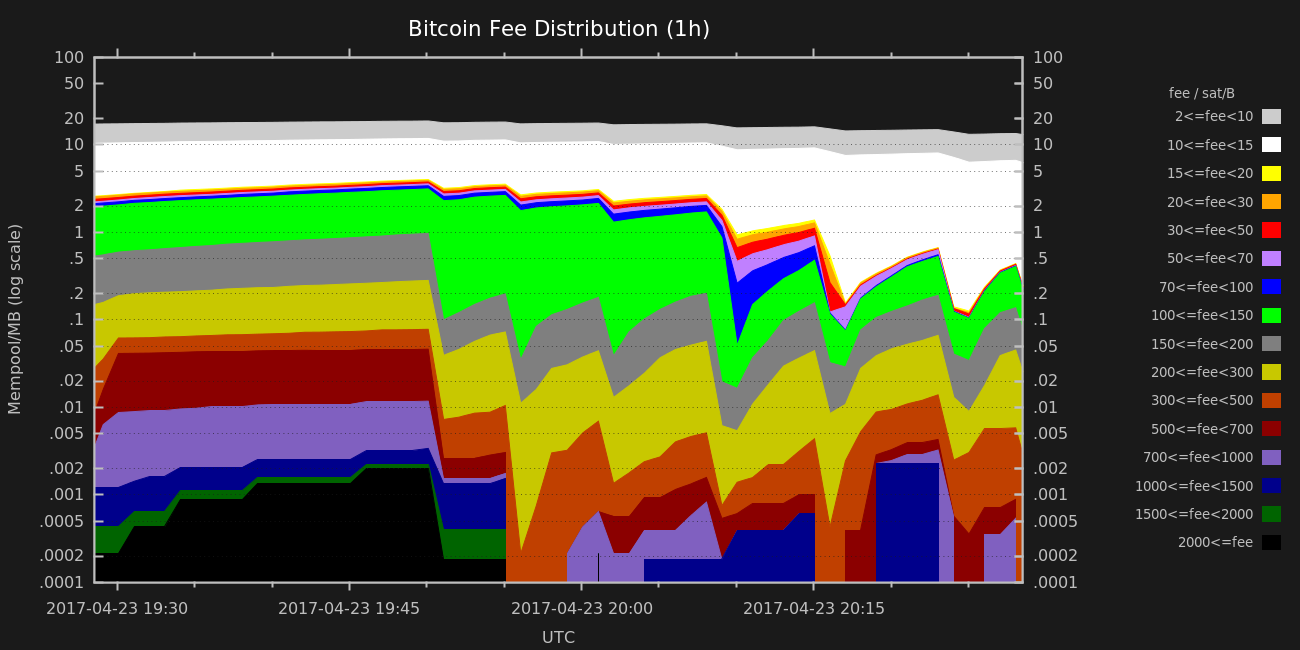 Bitcoin Fee Distribution (1h)
Mempool/MB (log scale)
100
50
20
10
5
2
1
.5
.2
.1
.05
.02
.01
.005
.002
.001
.0005
.0002
.0001
100
50
20
10
5
2
1
.5
.2
.1
.05
.02
.01
.005
.002
.001
.0005
.0002
.0001
2017-04-23 19:30
2017-04-23 19:45
2017-04-23 20:00
2017-04-23 20:15
UTC
fee / sat/B
2<=fee<10
10<=fee<15
15<=fee<20
20<=fee<30
30<=fee<50
50<=fee<70
70<=fee<100
100<=fee<150
150<=fee<200
200<=fee<300
300<=fee<500
500<=fee<700
700<=fee<1000
1000<=fee<1500
1500<=fee<2000
2000<=fee